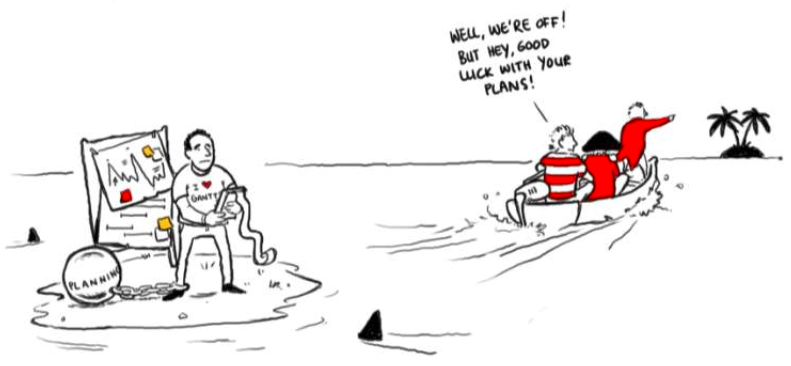 WELL, WE'RE OFF!
BUT HEY, GOOD
LUCK WITH YOUR
PLANS!
I ♥
GANTT
PLANNING